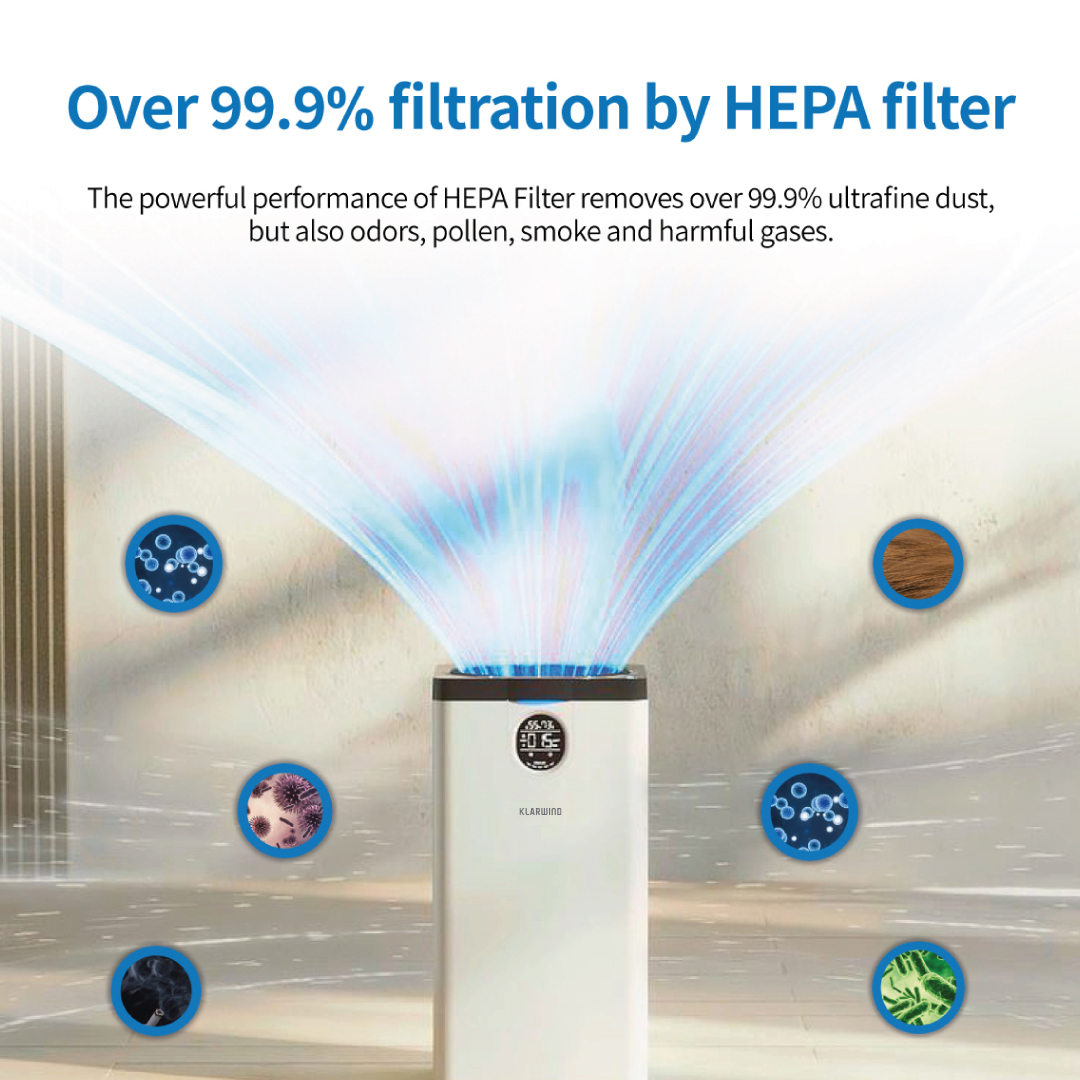 Over 99.9% filtration by HEPA filter
The powerful performance of HEPA Filter removes over 99.9% ultrafine dust,
but also odors, pollen, smoke and harmful gases.
KLARWIND